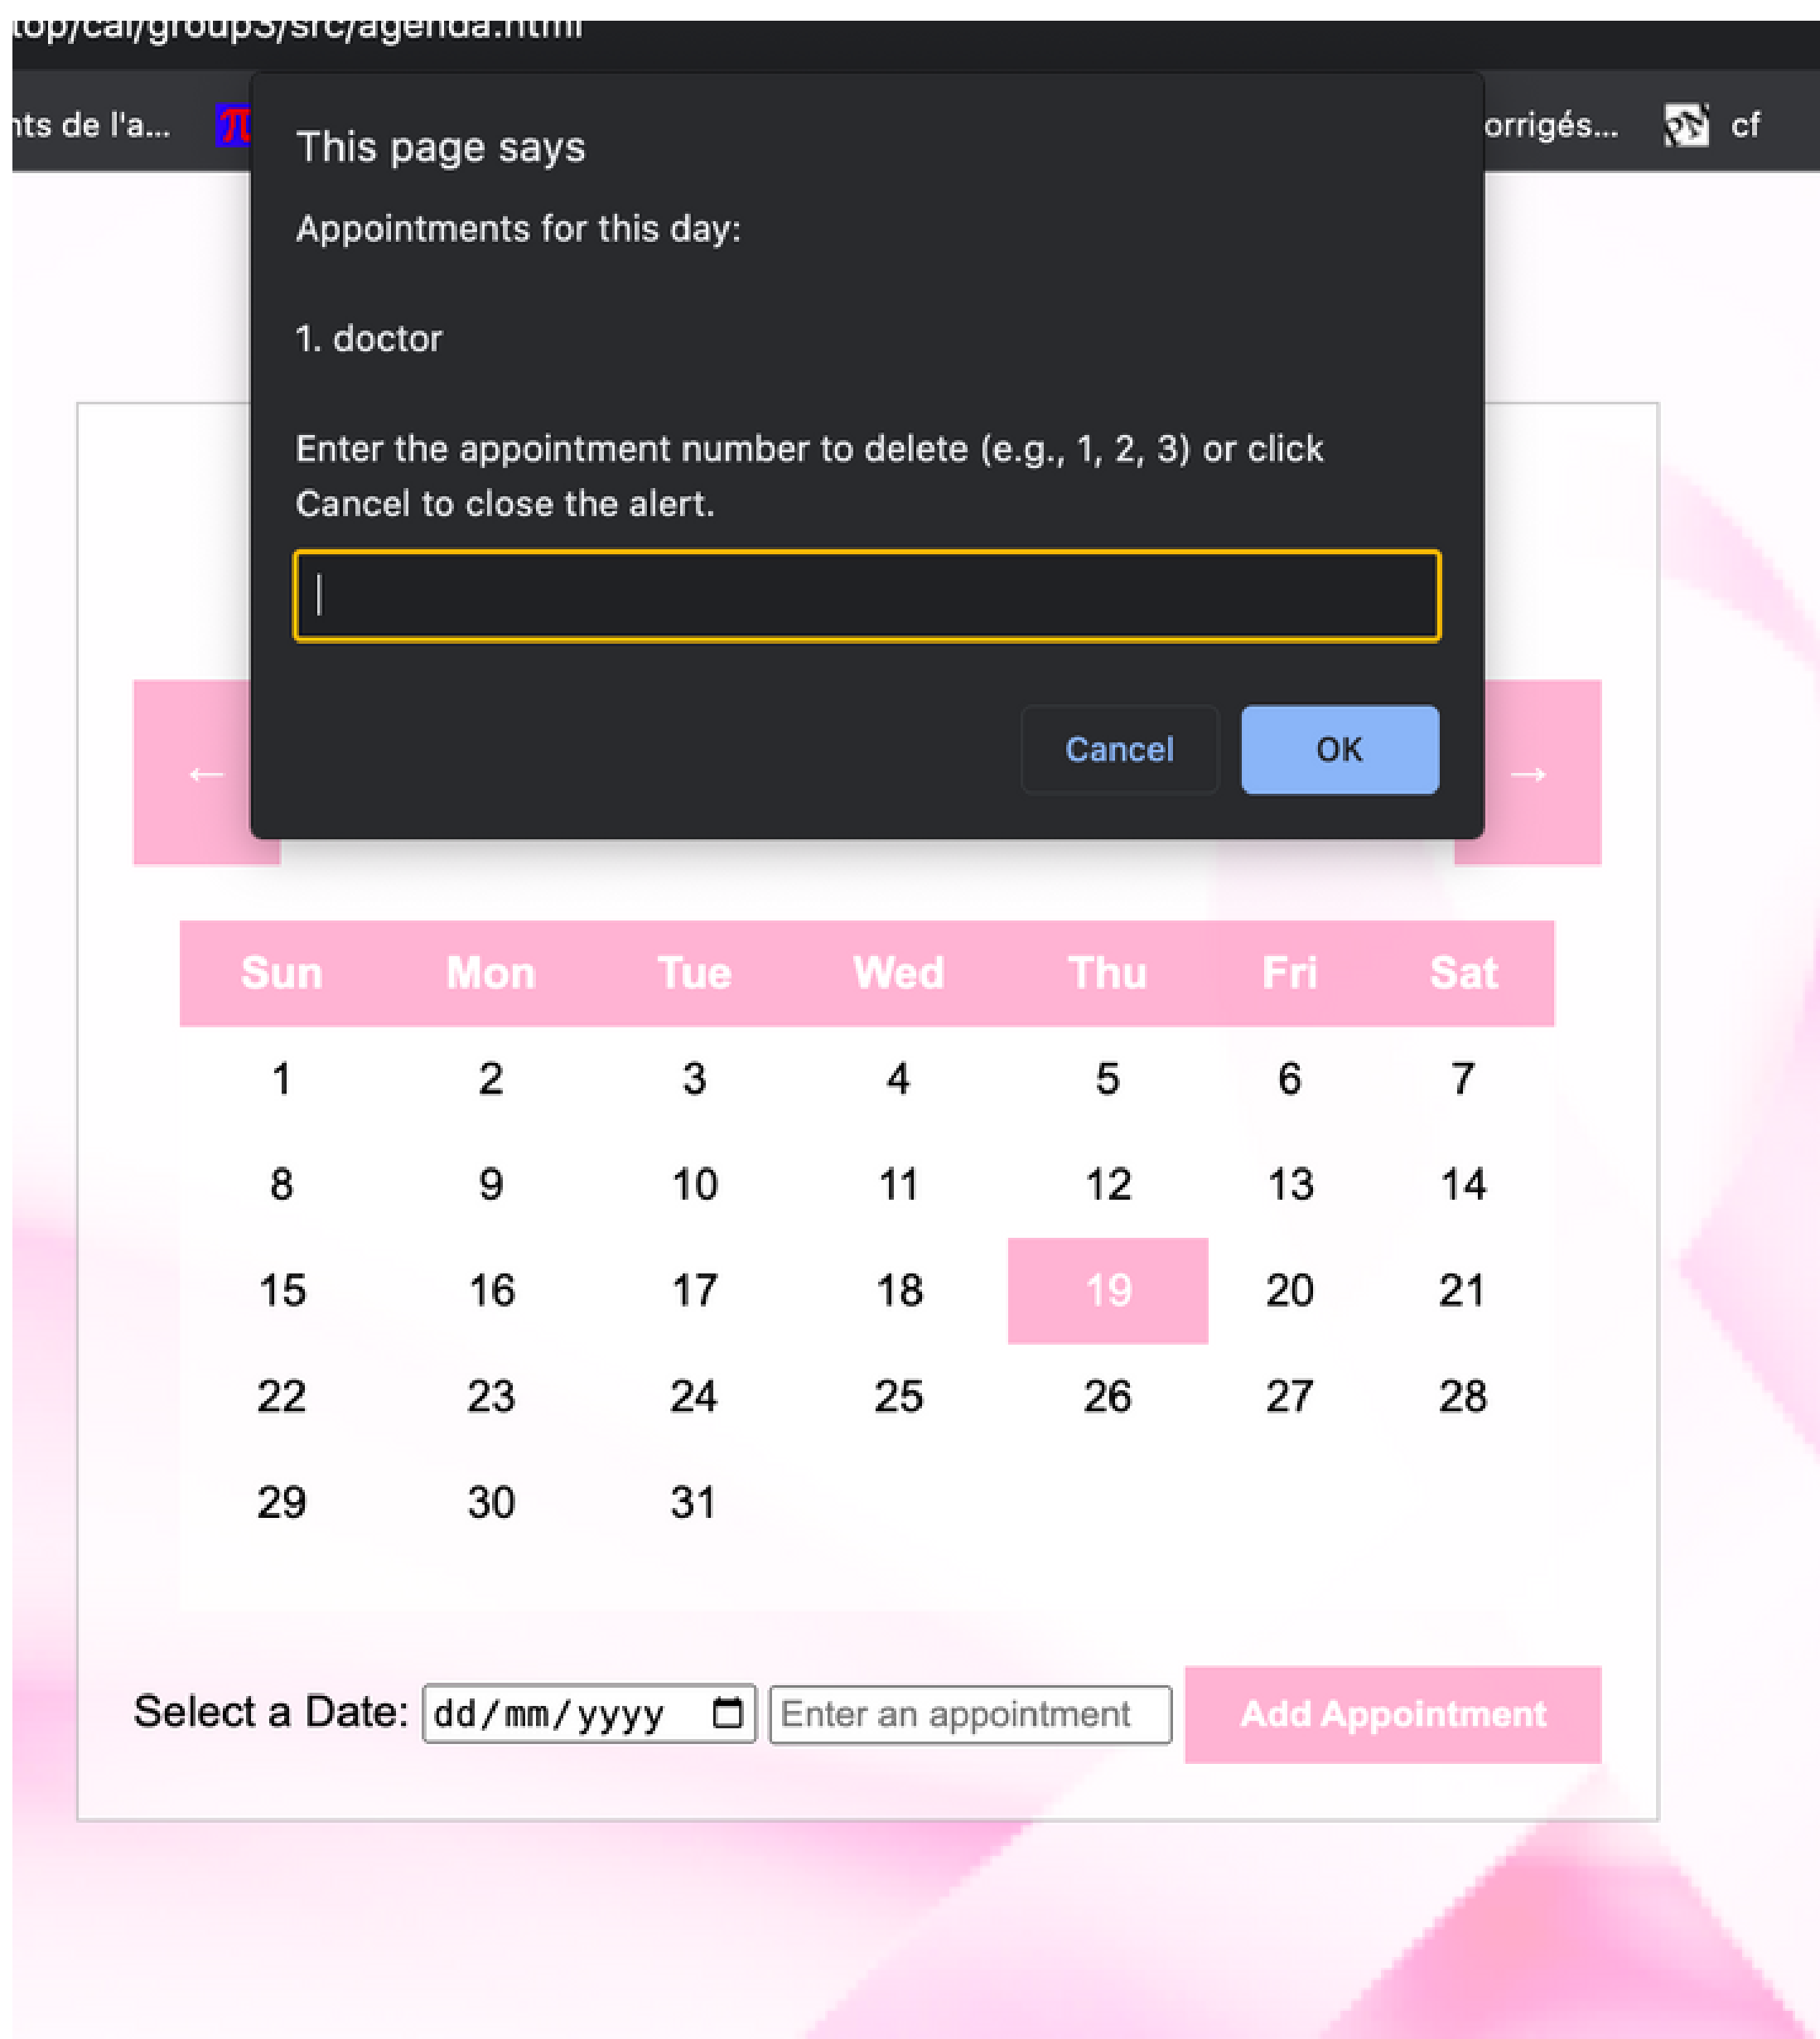 top/cal/groupS/src/agenda.html
nts de l'a... π orrigés... cf
This page says
Appointments for this day:
1. doctor
Enter the appointment number to delete (e.g., 1, 2, 3) or click
Cancel to close the alert.
Cancel OK
← →
Sun Mon Tue Wed Thu Fri Sat
1 2 3 4 5 6 7
8 9 10 11 12 13 14
15 16 17 18 19 20 21
22 23 24 25 26 27 28
29 30 31
Select a Date: dd/mm/yyyy Enter an appointment Add Appointment